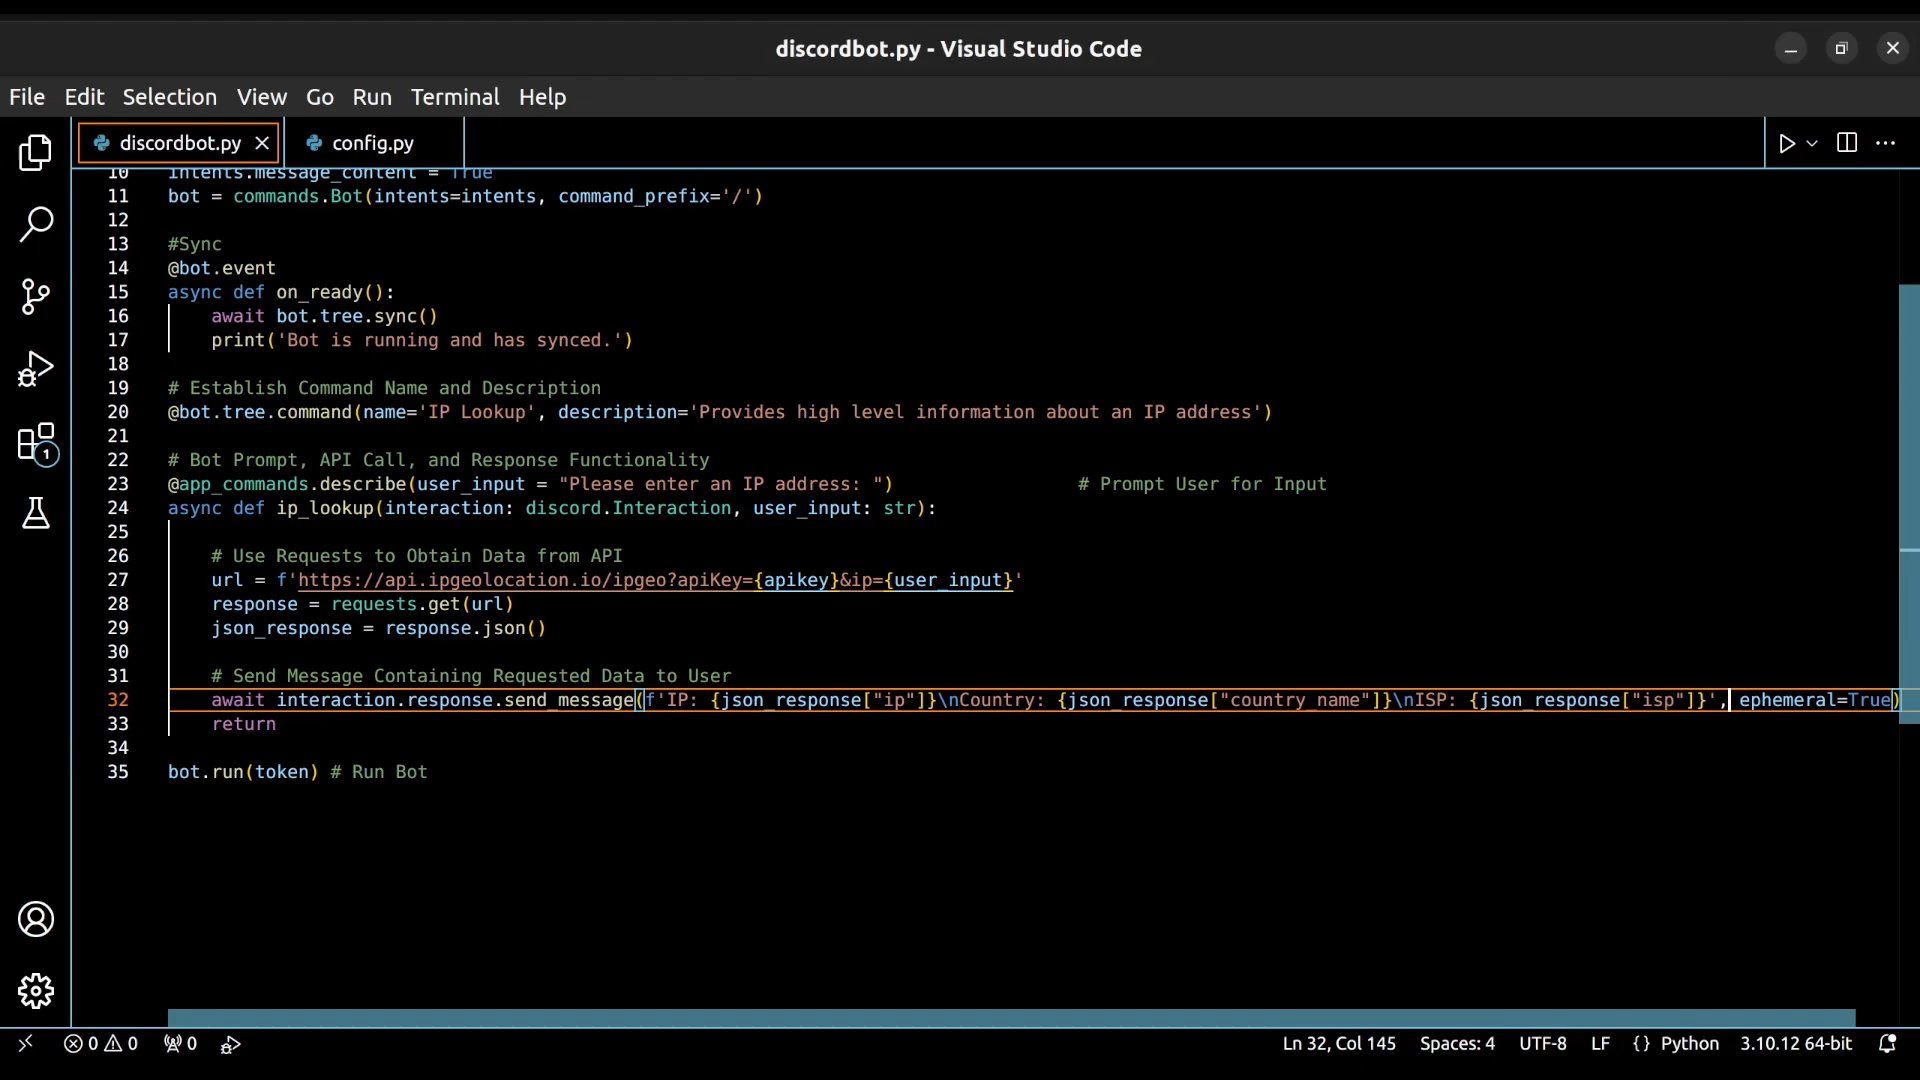 discordbot.py - Visual Studio Code
File Edit Selection View Go Run Terminal Help
discordbot.py config.py
10 intents.message_content = True
11 bot = commands.Bot(intents=intents, command_prefix='/')
12
13 #Sync
14 @bot.event
15 async def on_ready():
16 await bot.tree.sync()
17 print('Bot is running and has synced.')
18
19 # Establish Command Name and Description
20 @bot.tree.command(name='IP Lookup', description='Provides high level information about an IP address')
21
22 # Bot Prompt, API Call, and Response Functionality
23 @app_commands.describe(user_input = "Please enter an IP address: ") # Prompt User for Input
24 async def ip_lookup(interaction: discord.Interaction, user_input: str):
25
26 # Use Requests to Obtain Data from API
27 url = f'https://api.ipgeolocation.io/ipgeo?apiKey={apikey}&ip={user_input}'
28 response = requests.get(url)
29 json_response = response.json()
30
31 # Send Message Containing Requested Data to User
32 await interaction.response.send_message(f'IP: {json_response["ip"]}\nCountry: {json_response["country_name"]}\nISP: {json_response["isp"]}', ephemeral=True)
33 return
34
35 bot.run(token) # Run Bot
1
0 0 0 Ln 32, Col 145 Spaces: 4 UTF-8 LF {} Python 3.10.12 64-bit